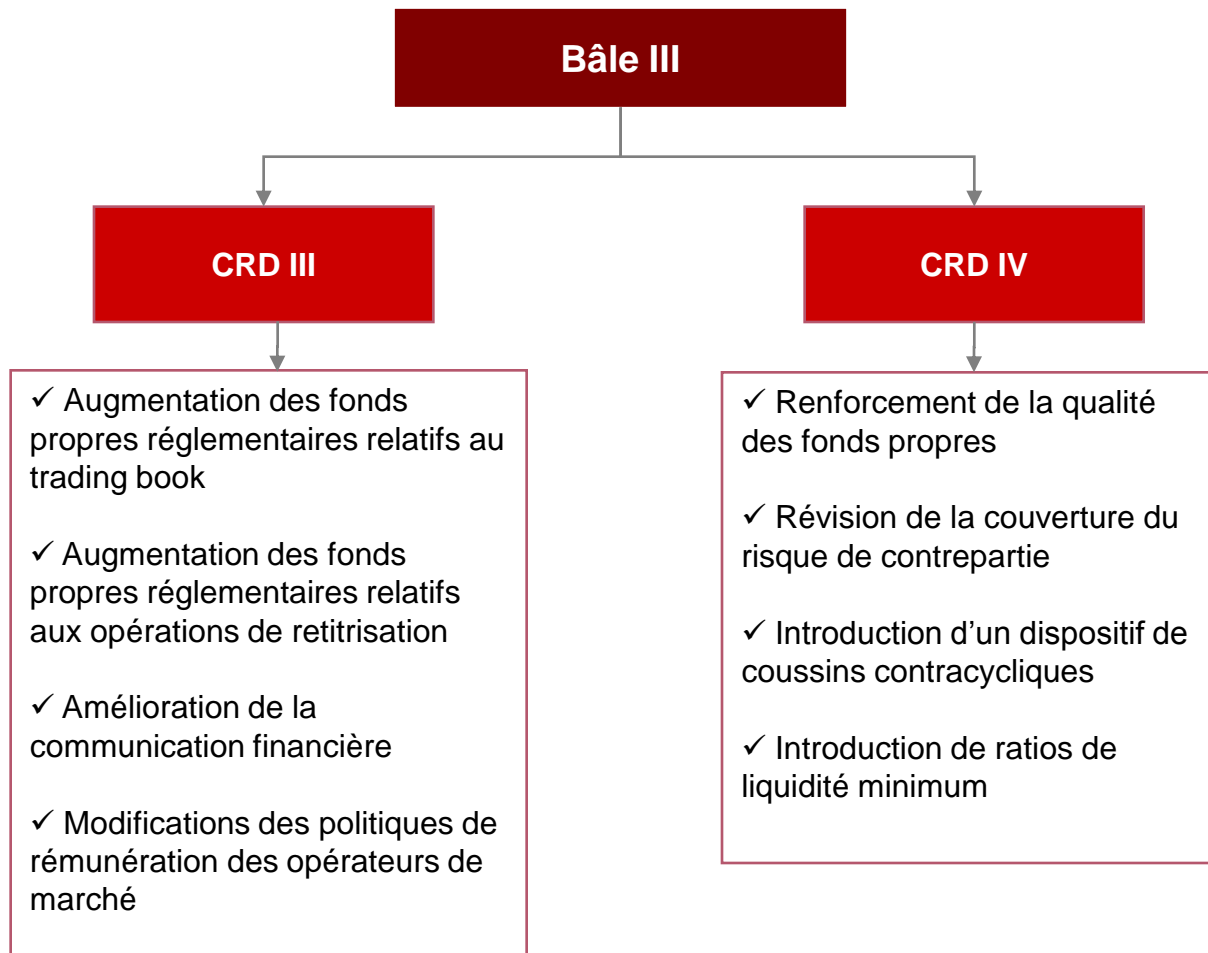 Bâle III
CRD III
✓ Augmentation des fonds
propres réglementaires relatifs au
trading book
✓ Augmentation des fonds
propres réglementaires relatifs
aux opérations de retitrisation
✓ Amélioration de la
communication financière
✓ Modifications des politiques de
rémunération des opérateurs de
marché
CRD IV
✓ Renforcement de la qualité
des fonds propres
✓ Révision de la couverture du
risque de contrepartie
✓ Introduction d’un dispositif de
coussins contracycliques
✓ Introduction de ratios de
liquidité minimum